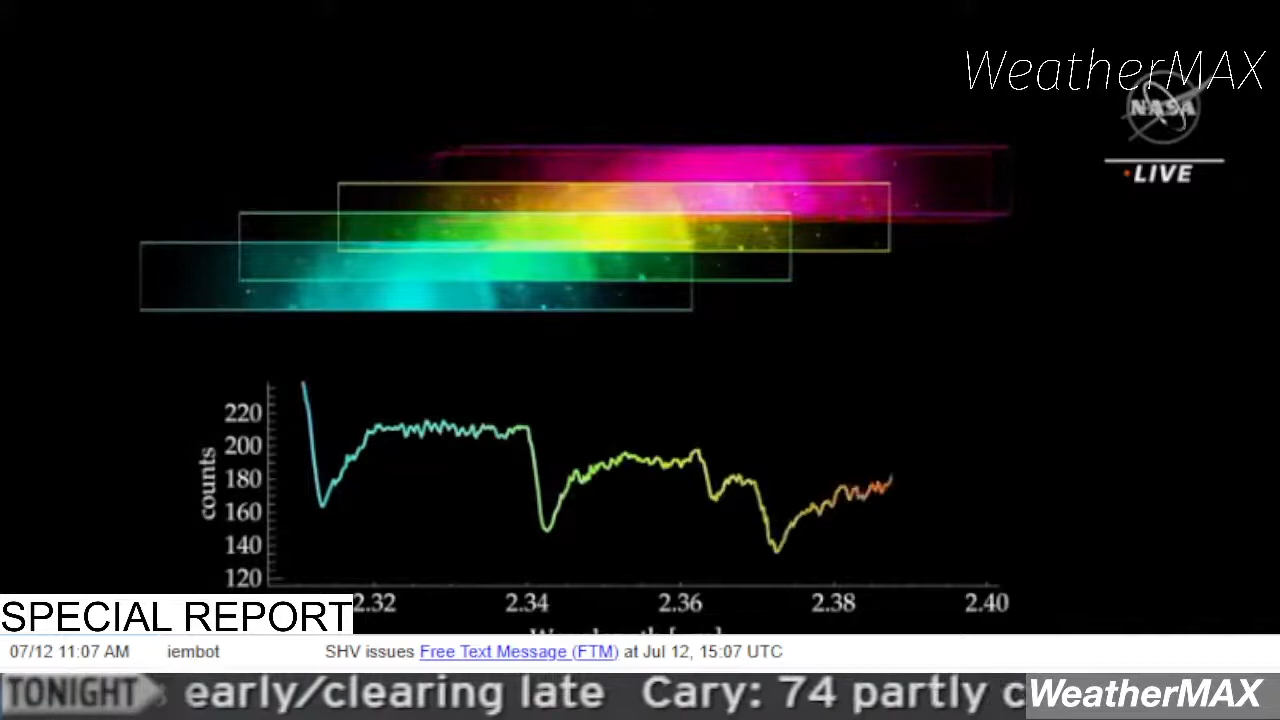 WeatherMAX
NASA
LIVE
220
200
180
160
140
120
counts
2.32 2.34 2.36 2.38 2.40
SPECIAL REPORT
07/12 11:07 AM iembot SHV issues Free Text Message (FTM) at Jul 12, 15:07 UTC
TONIGHT early/clearing late Cary: 74 partly c
WeatherMAX